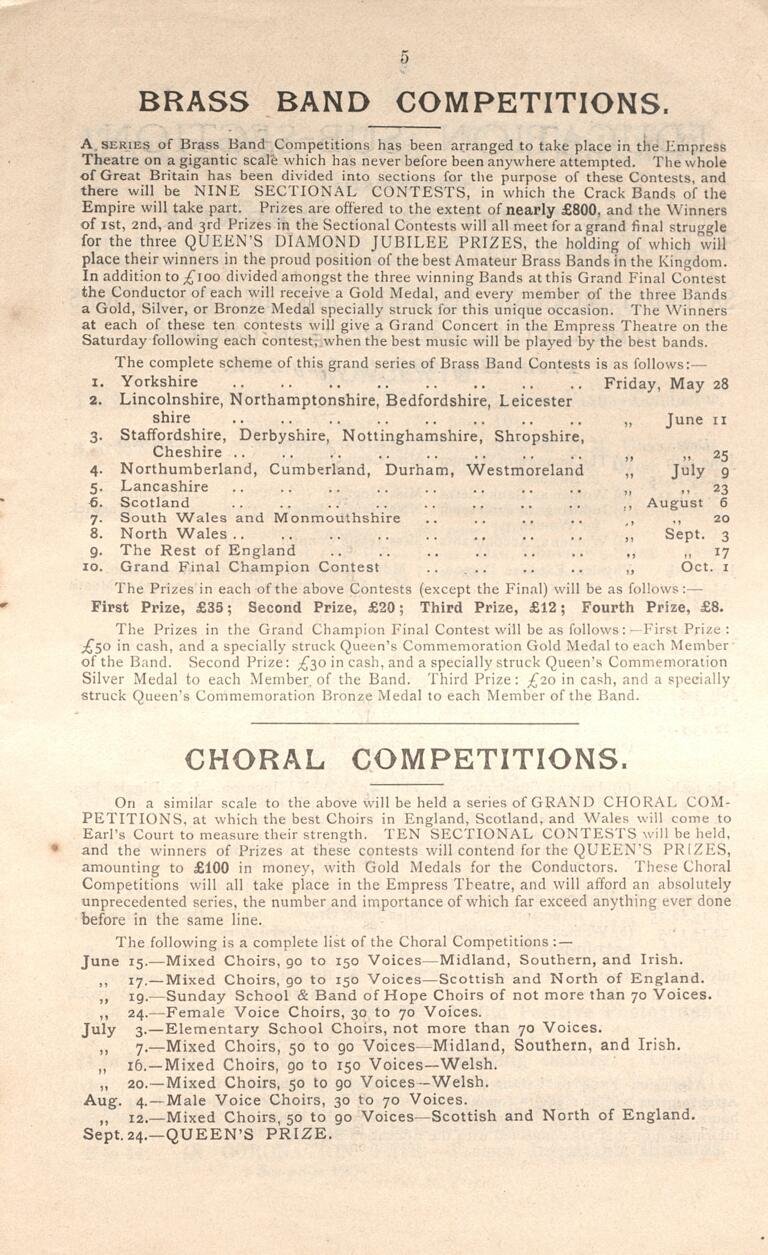 5
BRASS BAND COMPETITIONS.
A SERIES of Brass Band Competitions has been arranged to take place in the Empress
Theatre on a gigantic scale which has never before been anywhere attempted. The whole
of Great Britain has been divided into sections for the purpose of these Contests, and
there will be NINE SECTIONAL CONTESTS, in which the Crack Bands of the
Empire will take part. Prizes are offered to the extent of nearly £800, and the Winners
of 1st, 2nd, and 3rd Prizes in the Sectional Contests will all meet for a grand final struggle
for the three QUEEN'S DIAMOND JUBILEE PRIZES, the holding of which will
place their winners in the proud position of the best Amateur Brass Bands in the Kingdom.
In addition to £100 divided amongst the three winning Bands at this Grand Final Contest
the Conductor of each will receive a Gold Medal, and every member of the three Bands
a Gold, Silver, or Bronze Medal specially struck for this unique occasion. The Winners
at each of these ten contests will give a Grand Concert in the Empress Theatre on the
Saturday following each contest, when the best music will be played by the best bands.
The complete scheme of this grand series of Brass Band Contests is as follows:—
1. Yorkshire .. .. .. .. .. .. .. .. Friday, May 28
2. Lincolnshire, Northamptonshire, Bedfordshire, Leicester
shire .. .. .. .. .. .. .. .. ,, June 11
3. Staffordshire, Derbyshire, Nottinghamshire, Shropshire,
Cheshire .. .. .. .. .. .. .. .. ,, ,, 25
4. Northumberland, Cumberland, Durham, Westmoreland ,, July 9
5. Lancashire .. .. .. .. .. .. .. .. ,, ,, 23
6. Scotland .. .. .. .. .. .. .. .. ,, August 6
7. South Wales and Monmouthshire .. .. .. .. ,, ,, 20
8. North Wales .. .. .. .. .. .. .. .. ,, Sept. 3
9. The Rest of England .. .. .. .. .. .. ,, ,, 17
10. Grand Final Champion Contest .. .. .. .. ,, Oct. 1
The Prizes in each of the above Contests (except the Final) will be as follows:—
First Prize, £35; Second Prize, £20; Third Prize, £12; Fourth Prize, £8.
The Prizes in the Grand Champion Final Contest will be as follows:—First Prize:
£50 in cash, and a specially struck Queen's Commemoration Gold Medal to each Member
of the Band. Second Prize: £30 in cash, and a specially struck Queen's Commemoration
Silver Medal to each Member of the Band. Third Prize: £20 in cash, and a specially
struck Queen's Commemoration Bronze Medal to each Member of the Band.
CHORAL COMPETITIONS.
On a similar scale to the above will be held a series of GRAND CHORAL COM-
PETITIONS, at which the best Choirs in England, Scotland, and Wales will come to
Earl's Court to measure their strength. TEN SECTIONAL CONTESTS will be held,
and the winners of Prizes at these contests will contend for the QUEEN'S PRIZES,
amounting to £100 in money, with Gold Medals for the Conductors. These Choral
Competitions will all take place in the Empress Theatre, and will afford an absolutely
unprecedented series, the number and importance of which far exceed anything ever done
before in the same line.
The following is a complete list of the Choral Competitions:—
June 15.—Mixed Choirs, 90 to 150 Voices—Midland, Southern, and Irish.
,, 17.—Mixed Choirs, 90 to 150 Voices—Scottish and North of England.
,, 19.—Sunday School & Band of Hope Choirs of not more than 70 Voices.
,, 24.—Female Voice Choirs, 30 to 70 Voices.
July 3.—Elementary School Choirs, not more than 70 Voices.
,, 7.—Mixed Choirs, 50 to 90 Voices—Midland, Southern, and Irish.
,, 16.—Mixed Choirs, 90 to 150 Voices—Welsh.
,, 20.—Mixed Choirs, 50 to 90 Voices—Welsh.
Aug. 4.—Male Voice Choirs, 30 to 70 Voices.
,, 12.—Mixed Choirs, 50 to 90 Voices—Scottish and North of England.
Sept. 24.—QUEEN'S PRIZE.